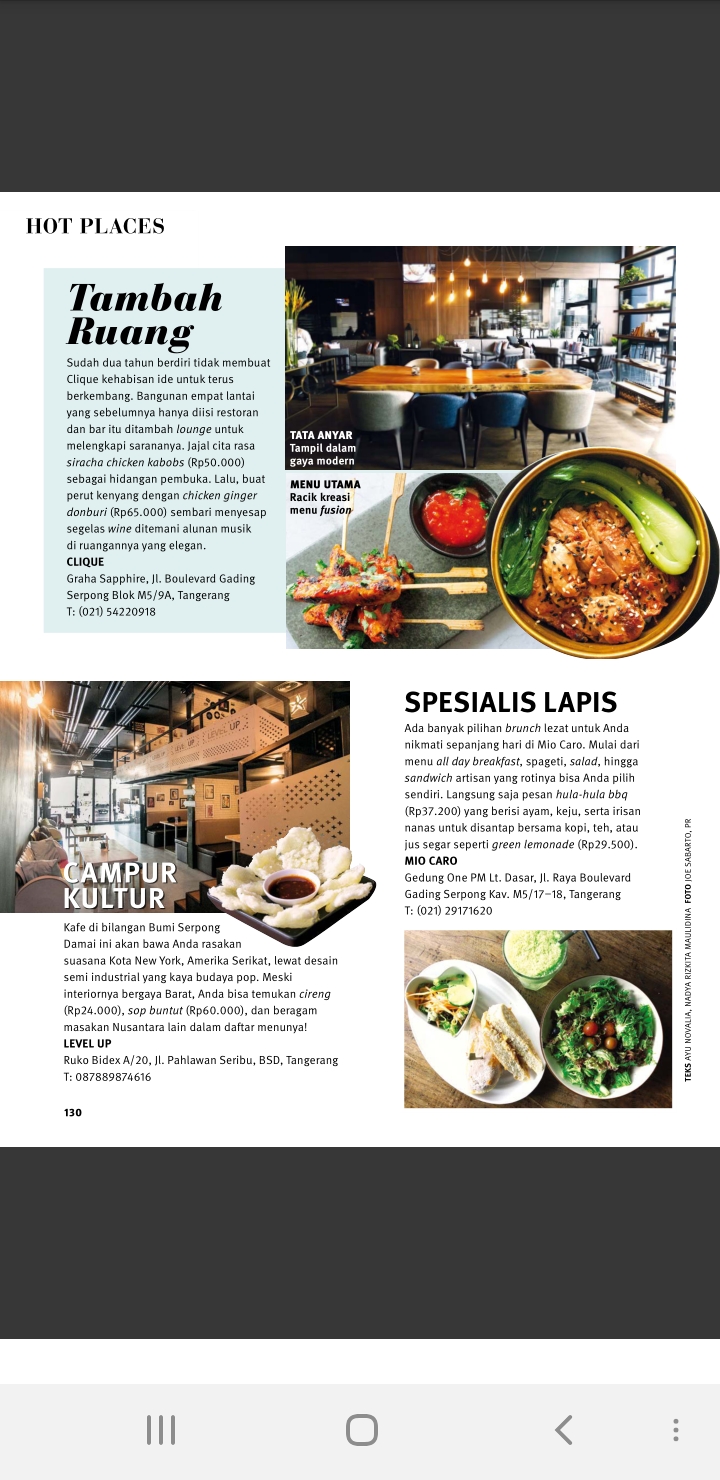 HOT PLACES
Tambah
Ruang
Sudah dua tahun berdiri tidak membuat
Clique kehabisan ide untuk terus
berkembang. Bangunan empat lantai
yang sebelumnya hanya diisi restoran
dan bar itu ditambah lounge untuk
melengkapi sarananya. Jajal cita rasa
siracha chicken kabobs (Rp50.000)
sebagai hidangan pembuka. Lalu, buat
perut kenyang dengan chicken ginger
donburi (Rp65.000) sembari menyesap
segelas wine ditemani alunan musik
di ruangannya yang elegan.
CLIQUE
Graha Sapphire, Jl. Boulevard Gading
Serpong Blok M5/9A, Tangerang
T: (021) 54220918
TATA ANYAR
Tampil dalam
gaya modern
MENU UTAMA
Racik kreasi
menu fusion
LEVEL UP
LEVEL UP
CAMPUR
KULTUR
Kafe di bilangan Bumi Serpong
Damai ini akan bawa Anda rasakan
suasana Kota New York, Amerika Serikat, lewat desain
semi industrial yang kaya budaya pop. Meski
interiornya bergaya Barat, Anda bisa temukan cireng
(Rp24.000), sop buntut (Rp60.000), dan beragam
masakan Nusantara lain dalam daftar menunya!
LEVEL UP
Ruko Bidex A/20, Jl. Pahlawan Seribu, BSD, Tangerang
T: 087889874616
SPESIALIS LAPIS
Ada banyak pilihan brunch lezat untuk Anda
nikmati sepanjang hari di Mio Caro. Mulai dari
menu all day breakfast, spageti, salad, hingga
sandwich artisan yang rotinya bisa Anda pilih
sendiri. Langsung saja pesan hula-hula bbq
(Rp37.200) yang berisi ayam, keju, serta irisan
nanas untuk disantap bersama kopi, teh, atau
jus segar seperti green lemonade (Rp29.500).
MIO CARO
Gedung One PM Lt. Dasar, Jl. Raya Boulevard
Gading Serpong Kav. M5/17–18, Tangerang
T: (021) 29171620
TEKS AYU NOVALIA, NADYA RIZKITA MAULIDINA FOTO JOE SABARTO, PR
130